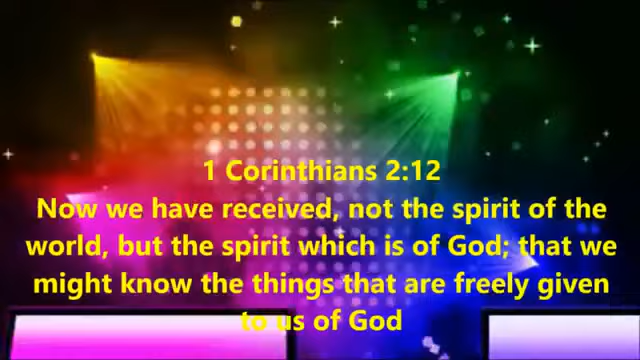 1 Corinthians 2:12
Now we have received, not the spirit of the
world, but the spirit which is of God; that we
might know the things that are freely given
to us of God